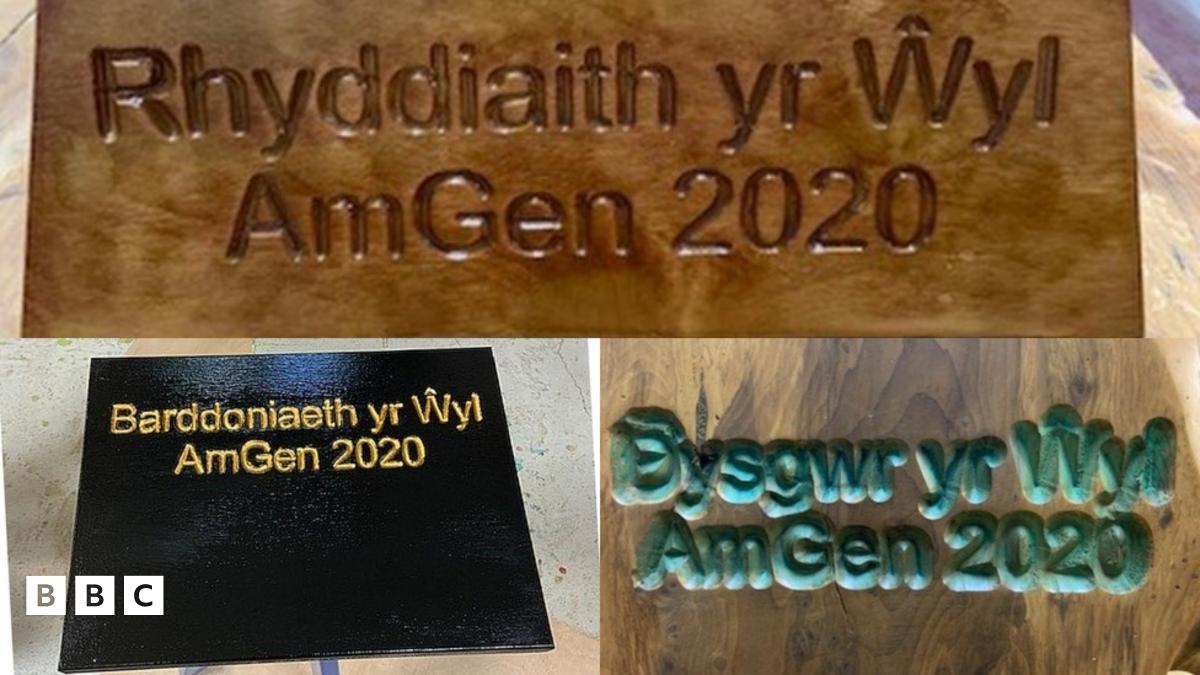 Rhyddiaith yr Ŵyl
AmGen 2020
Barddoniaeth yr Ŵyl
AmGen 2020
Dysgwr yr Ŵyl
AmGen 2020
BBC